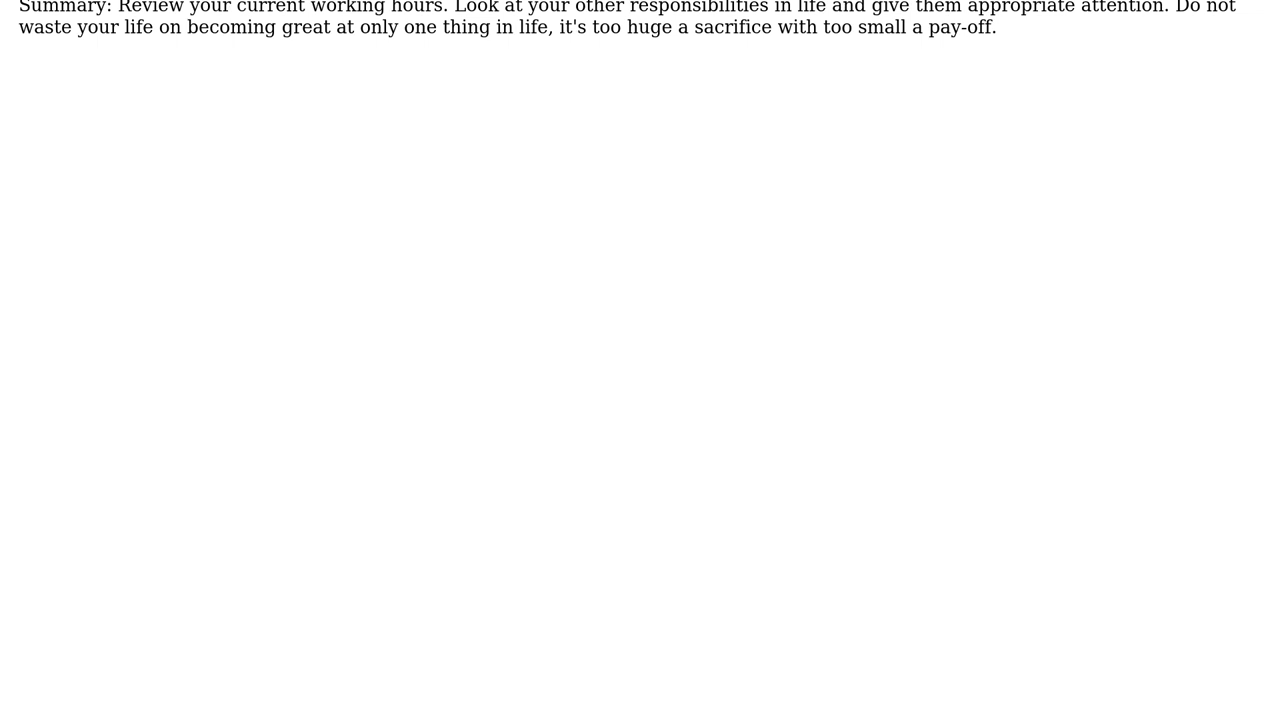 Summary: Review your current working hours. Look at your other responsibilities in life and give them appropriate attention. Do not
waste your life on becoming great at only one thing in life, it's too huge a sacrifice with too small a pay-off.